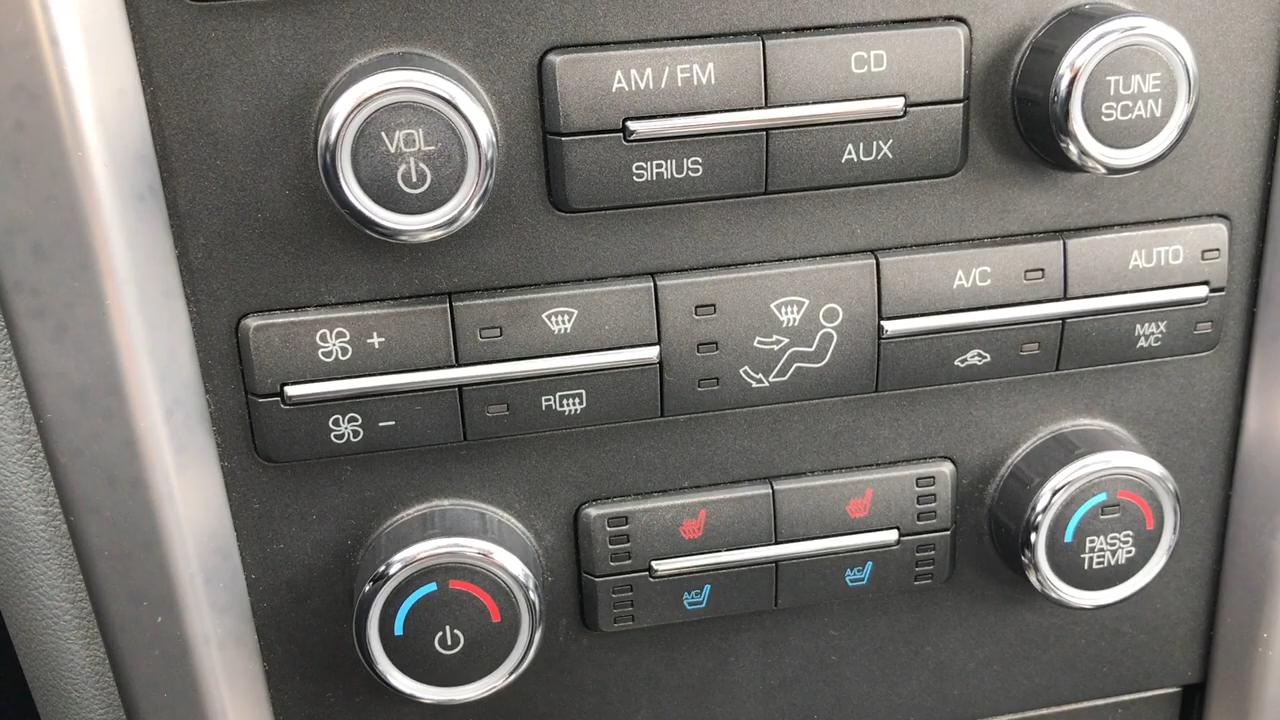 VOL
AM / FM
CD
TUNE
SCAN
SIRIUS
AUX
+
A/C
AUTO
-
R
MAX
A/C
A/C
A/C
PASS
TEMP